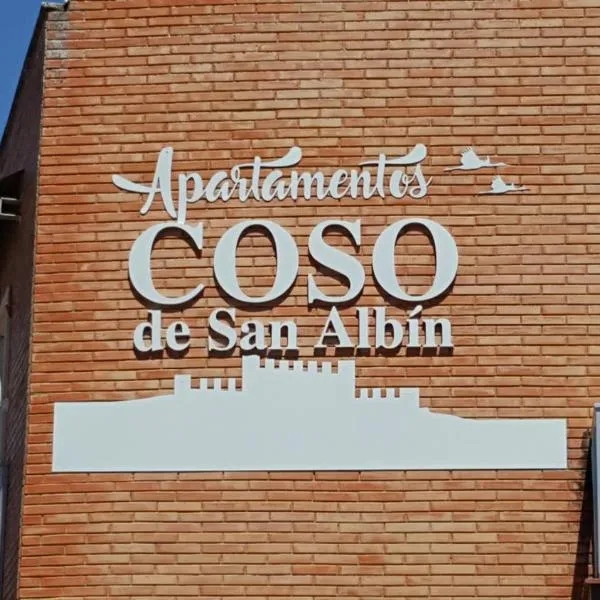 Apartamentos
COSO
de San Albín